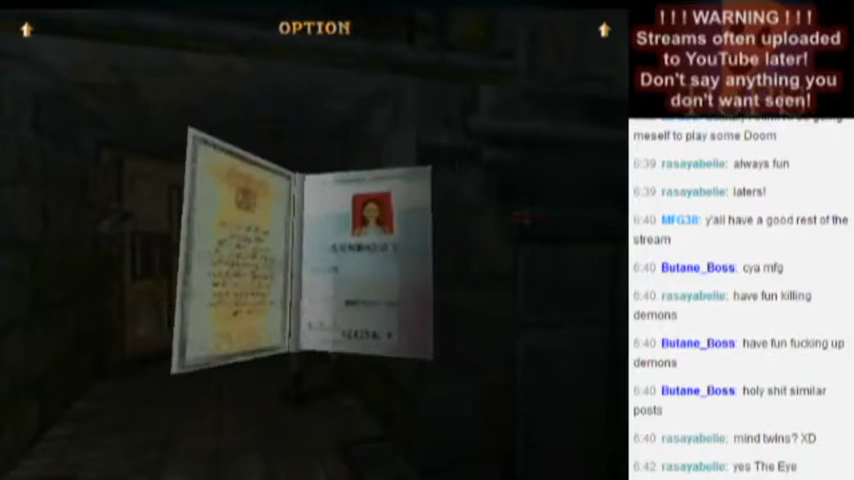 OPTION
! ! ! WARNING ! ! !
Streams often uploaded
to YouTube later!
Don't say anything you
don't want seen!
meself to play some Doom
6:39 rasayabelle: always fun
6:39 rasayabelle: laters!
6:40 MFG38: y'all have a good rest of the
stream
6:40 Butane_Boss: cya mfg
6:40 rasayabelle: have fun killing
demons
6:40 Butane_Boss: have fun fucking up
demons
6:40 Butane_Boss: holy shit similar
posts
6:40 rasayabelle: mind twins? XD
6:42 rasayabelle: yes The Eye